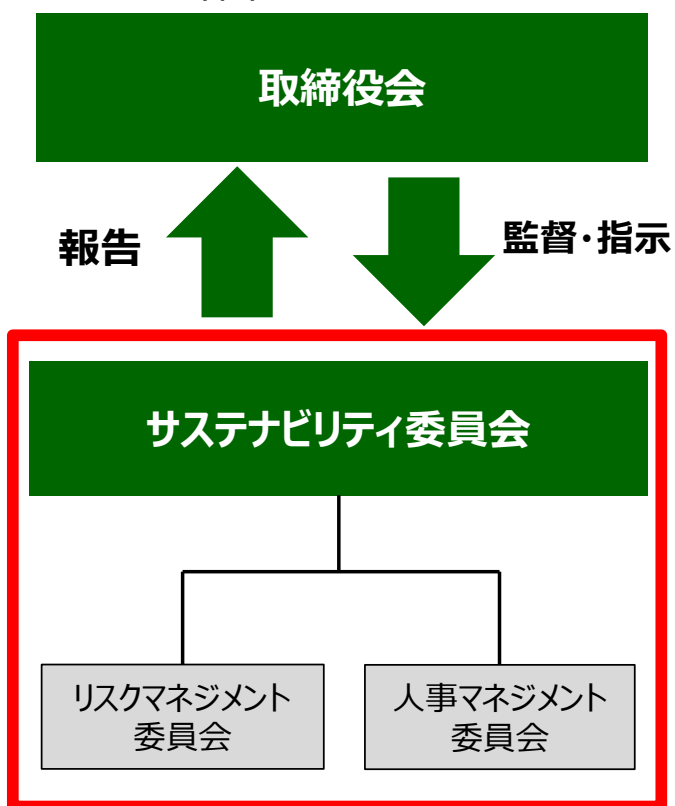 取締役会
報告
監督・指示
サステナビリティ委員会
リスクマネジメント
委員会
人事マネジメント
委員会